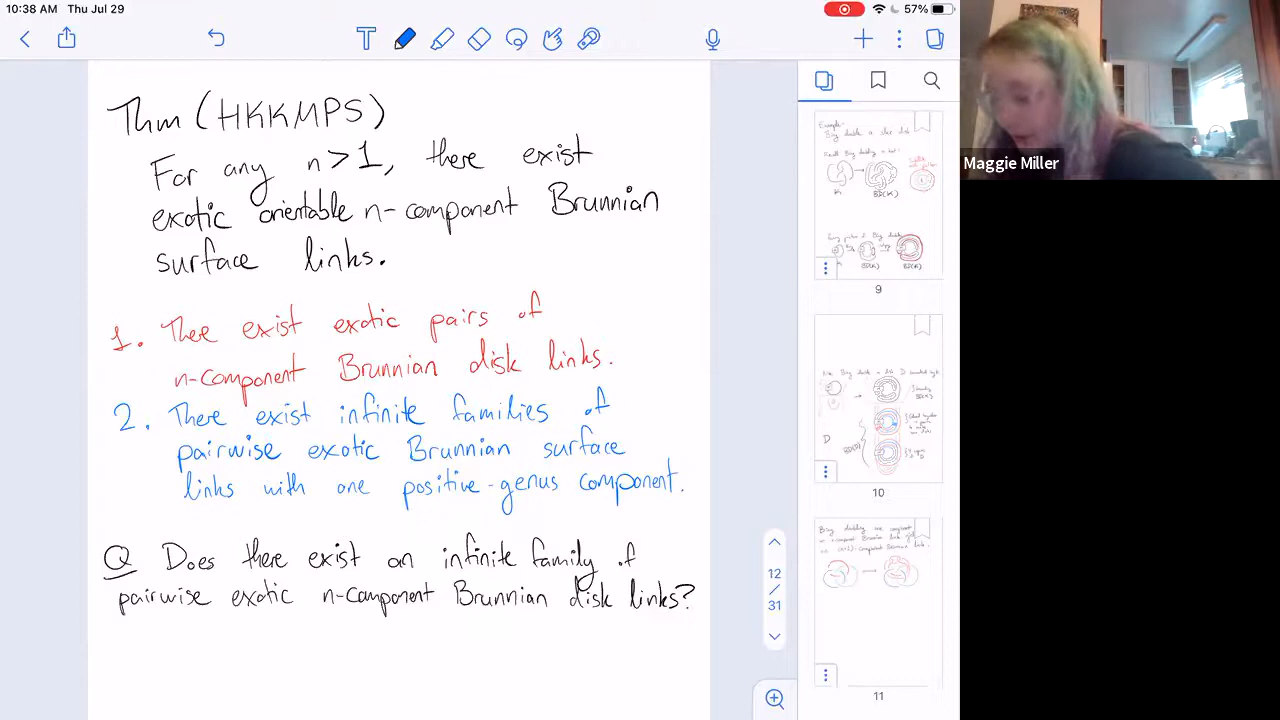 10:38 AM Thu Jul 29
57%
Thm (HKKMPS)
For any n>1, there exist
exotic orientable n-component Brunnian
surface links.
1. There exist exotic pairs of
n-component Brunnian disk links.
2. There exist infinite families of
pairwise exotic Brunnian surface
links with one positive-genus component.
Q Does there exist an infinite family of
pairwise exotic n-component Brunnian disk links?
12
/
31
Example
BD(K)
9
D
10
11
Maggie Miller